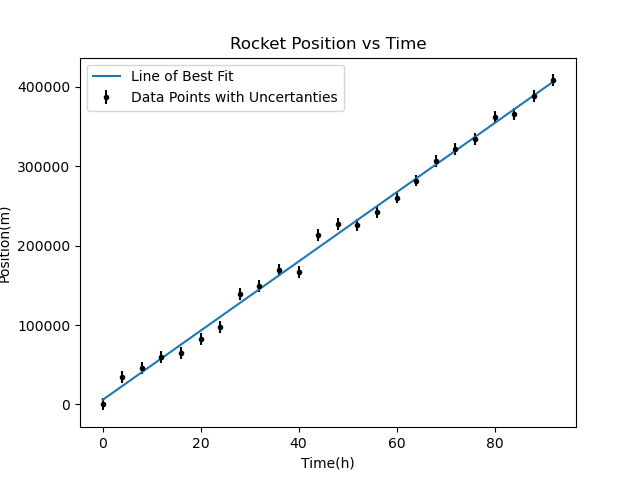 Rocket Position vs Time
Line of Best Fit
Data Points with Uncertanties
400000
300000
200000
100000
0
Position(m)
0 20 40 60 80
Time(h)